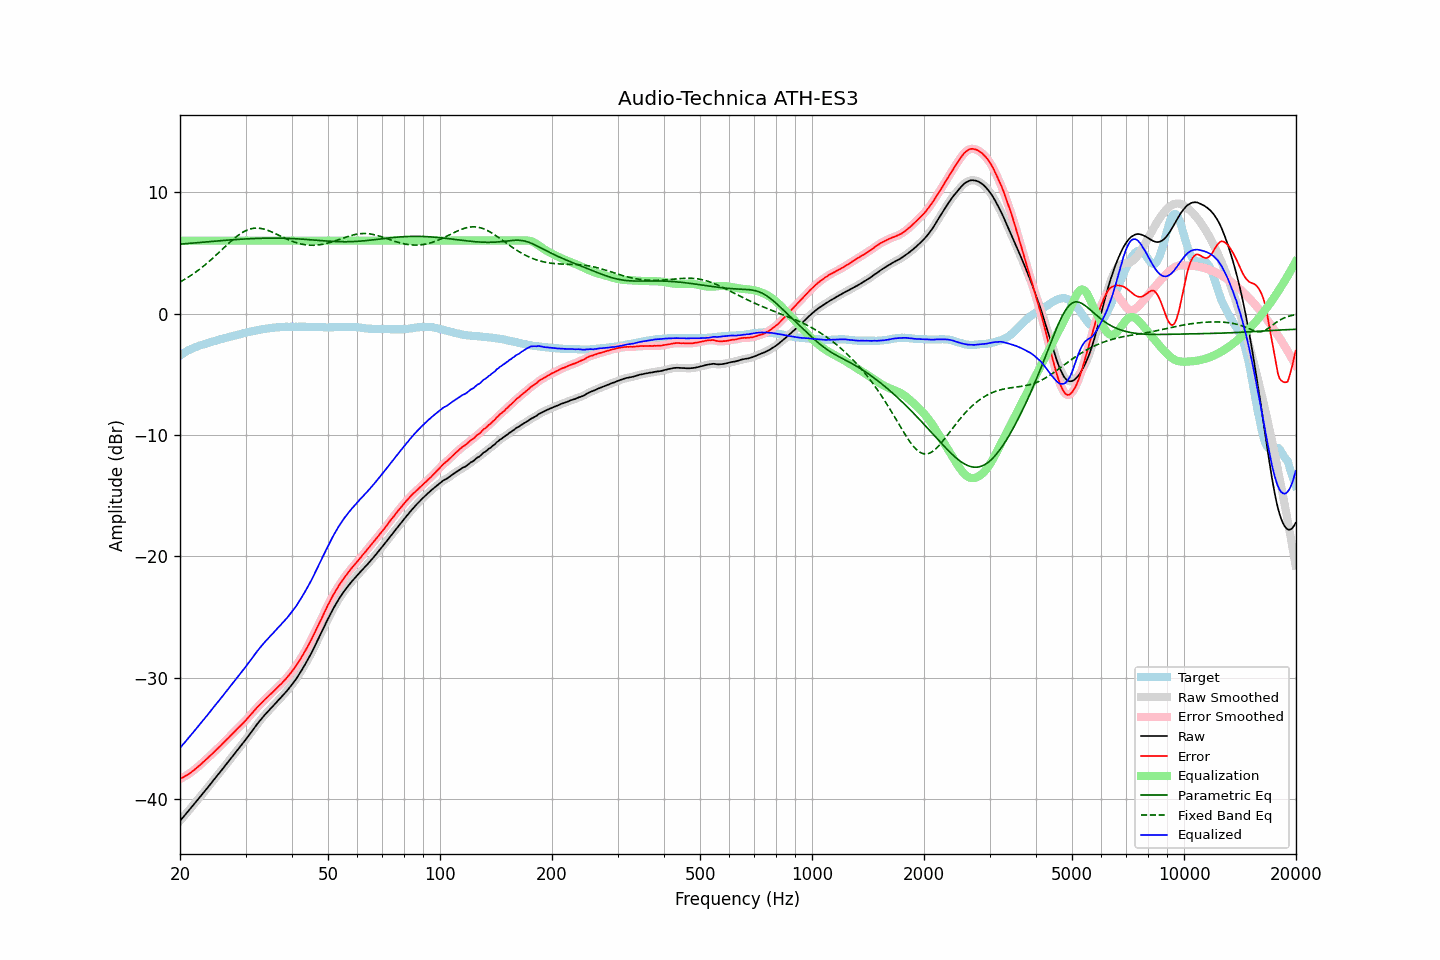 Audio-Technica ATH-ES3
10
0
−10
−20
−30
−40
Amplitude (dBr)
20
50
100
200
500
1000
2000
5000
10000
20000
Frequency (Hz)
Target
Raw Smoothed
Error Smoothed
Raw
Error
Equalization
Parametric Eq
Fixed Band Eq
Equalized